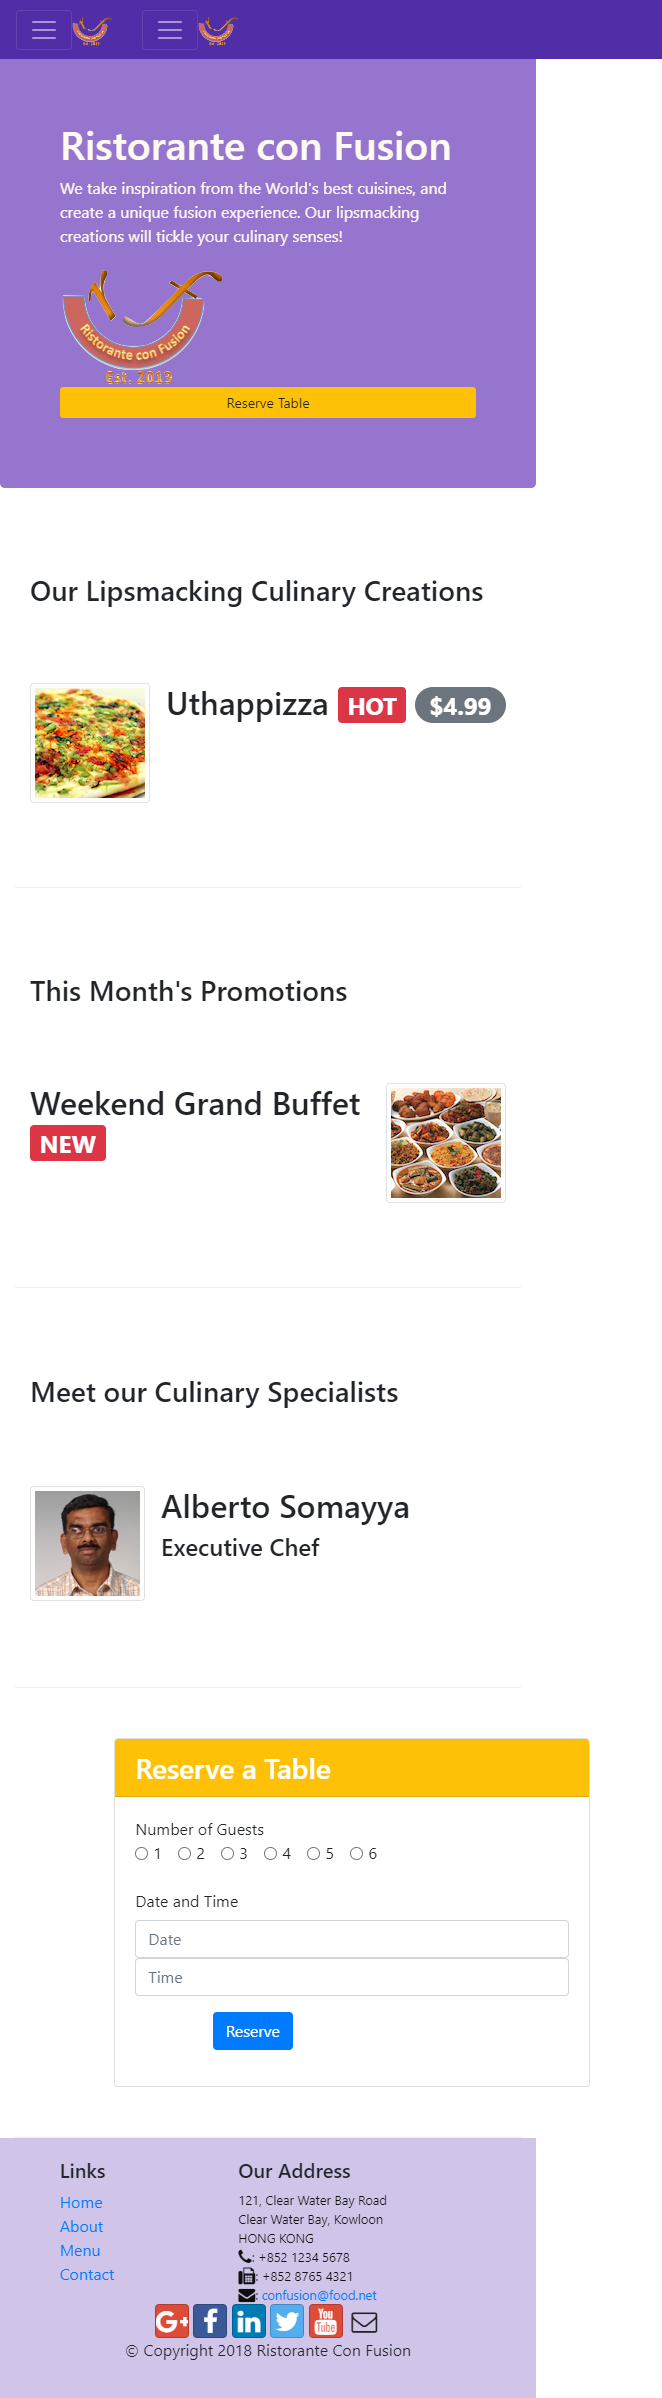 Ristorante con Fusion
We take inspiration from the World's best cuisines, and
create a unique fusion experience. Our lipsmacking
creations will tickle your culinary senses!
Ristorante con Fusion
Est. 2013
Reserve Table
Our Lipsmacking Culinary Creations
Uthappizza HOT $4.99
This Month's Promotions
Weekend Grand Buffet
NEW
Meet our Culinary Specialists
Alberto Somayya
Executive Chef
Reserve a Table
Number of Guests
1 2 3 4 5 6
Date and Time
Date
Time
Reserve
Links
Home
About
Menu
Contact
Our Address
121, Clear Water Bay Road
Clear Water Bay, Kowloon
HONG KONG
: +852 1234 5678
: +852 8765 4321
: confusion@food.net
G+ f in You Tube
© Copyright 2018 Ristorante Con Fusion